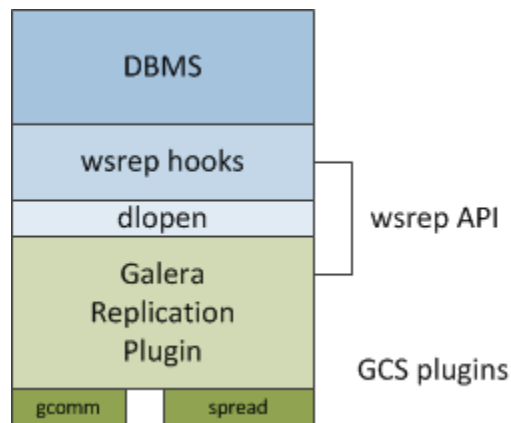 DBMS
wsrep hooks
dlopen
wsrep API
Galera
Replication
Plugin
GCS plugins
gcomm
spread